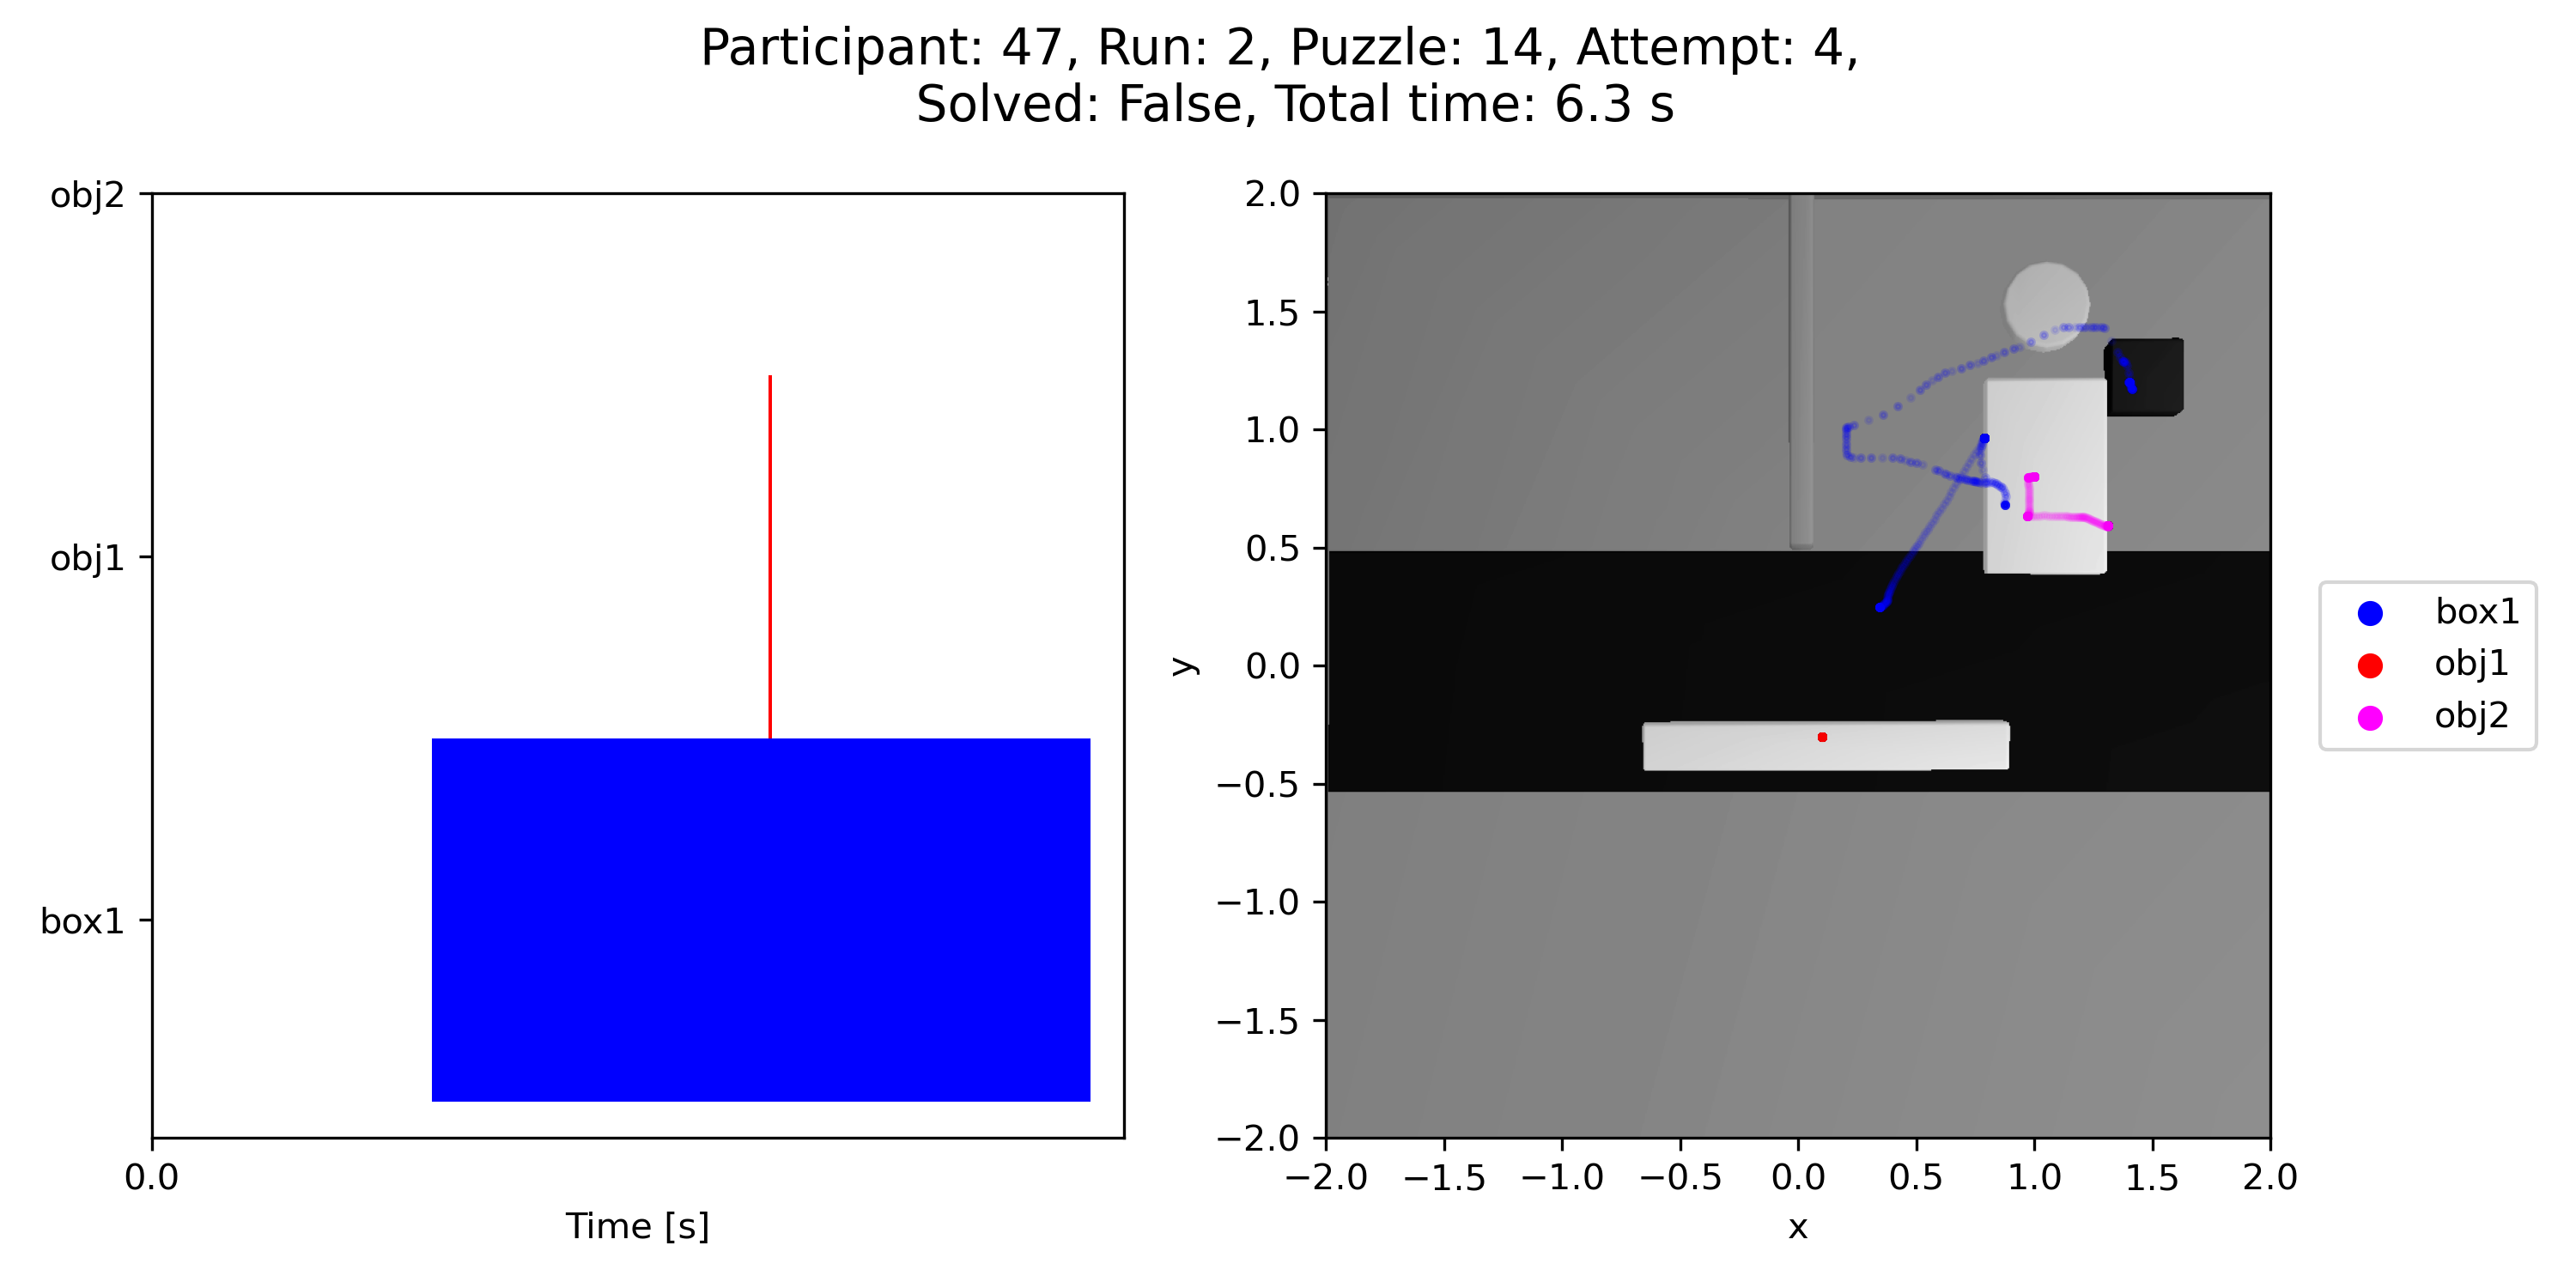 Participant: 47, Run: 2, Puzzle: 14, Attempt: 4,
Solved: False, Total time: 6.3 s
obj2
obj1
box1
0.0
Time [s]
2.0
1.5
1.0
0.5
0.0
−0.5
−1.0
−1.5
−2.0
y
−2.0 −1.5 −1.0 −0.5 0.0 0.5 1.0 1.5 2.0
x
box1
obj1
obj2